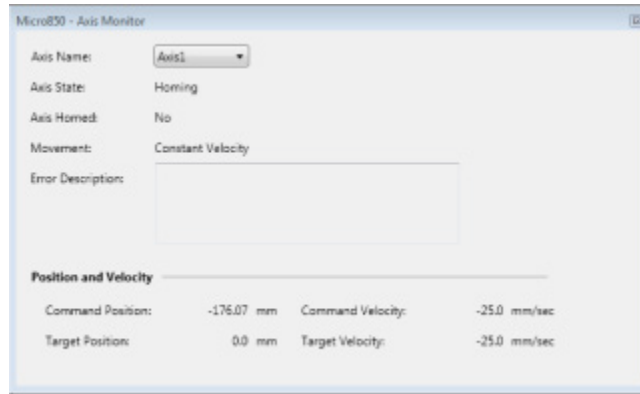 Micro850 - Axis Monitor
Axis Name: Axis1
Axis State: Homing
Axis Homed: No
Movement: Constant Velocity
Error Description:
Position and Velocity
Command Position: -176.07 mm Command Velocity: -25.0 mm/sec
Target Position: 0.0 mm Target Velocity: -25.0 mm/sec